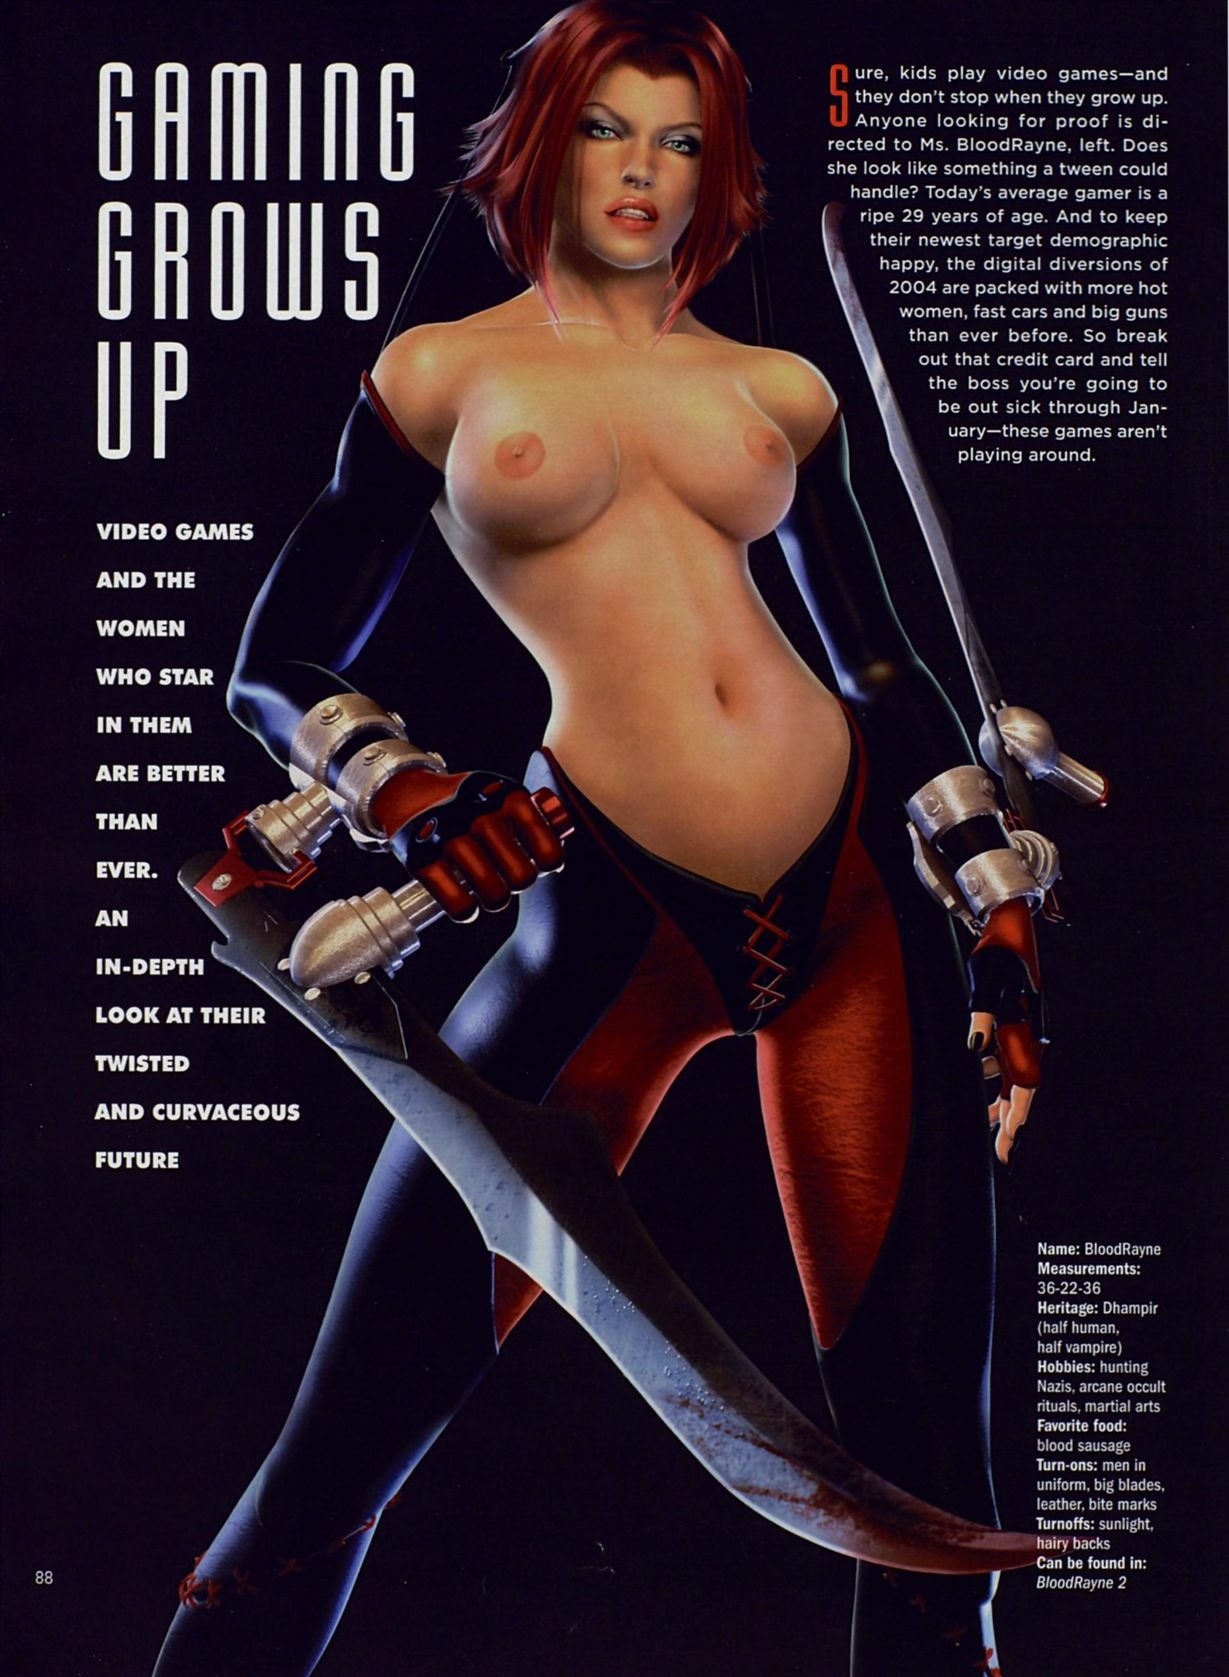 GAMING
GROWS
UP
VIDEO GAMES
AND THE
WOMEN
WHO STAR
IN THEM
ARE BETTER
THAN
EVER.
AN
IN-DEPTH
LOOK AT THEIR
TWISTED
AND CURVACEOUS
FUTURE
Sure, kids play video games—and
they don't stop when they grow up.
Anyone looking for proof is di-
rected to Ms. BloodRayne, left. Does
she look like something a tween could
handle? Today's average gamer is a
ripe 29 years of age. And to keep
their newest target demographic
happy, the digital diversions of
2004 are packed with more hot
women, fast cars and big guns
than ever before. So break
out that credit card and tell
the boss you're going to
be out sick through Jan-
uary—these games aren't
playing around.
Name: BloodRayne
Measurements:
36-22-36
Heritage: Dhampir
(half human,
half vampire)
Hobbies: hunting
Nazis, arcane occult
rituals, martial arts
Favorite food:
blood sausage
Turn-ons: men in
uniform, big blades,
leather, bite marks
Turnoffs: sunlight,
hairy backs
Can be found in:
BloodRayne 2
88